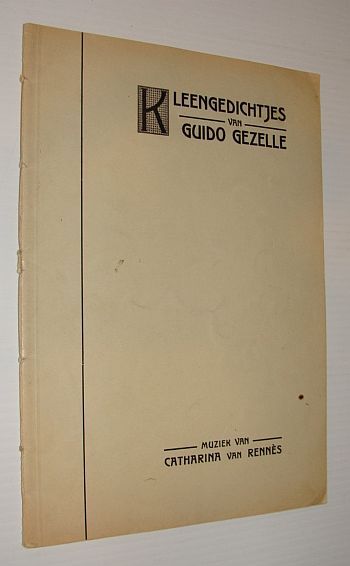 KLEENGEDICHTJES
VAN
GUIDO GEZELLE
MUZIEK VAN
CATHARINA VAN RENNÈS